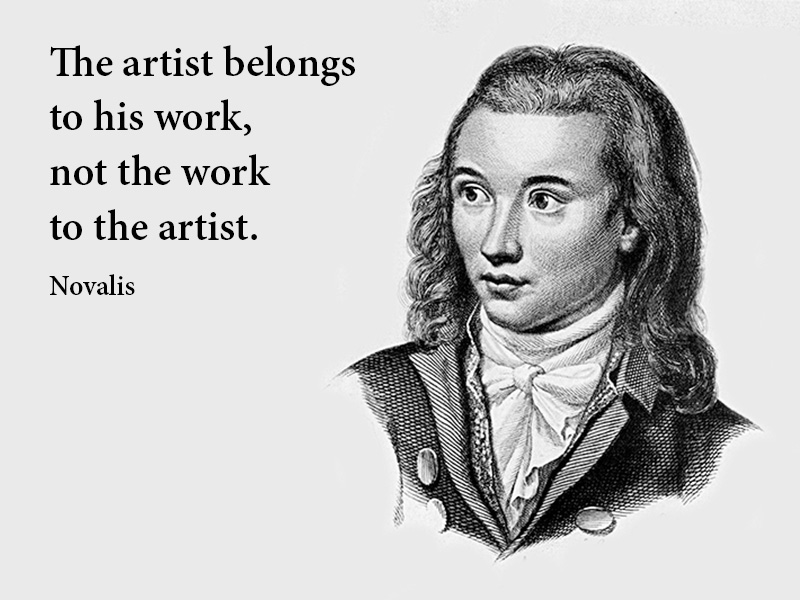 The artist belongs
to his work,
not the work
to the artist.
Novalis